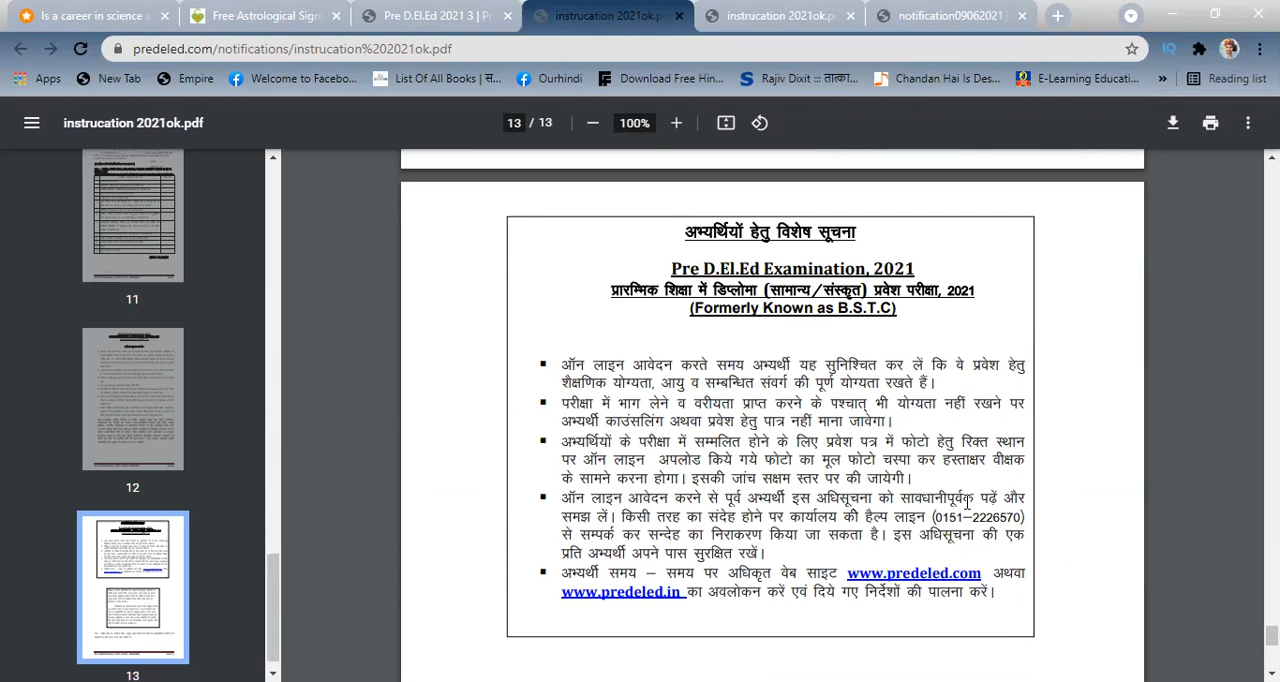 Is a career in science a
Free Astrological Sign
Pre D.El.Ed 2021 3 | P
instrucation 2021ok.p
instrucation 2021ok.pd
notification09062021
predeled.com/notifications/instrucation%202021ok.pdf
Apps
New Tab
Empire
Welcome to Facebo...
List Of All Books | स...
Ourhindi
Download Free Hin...
Rajiv Dixit ::: तात्का...
Chandan Hai Is Des...
E-Learning Educati...
»
Reading list
instrucation 2021ok.pdf
13 / 13
100%
11
12
13
अभ्यर्थियों हेतु विशेष सूचना
Pre D.El.Ed Examination, 2021
प्रारम्भिक शिक्षा में डिप्लोमा (सामान्य/संस्कृत) प्रवेश परीक्षा, 2021
(Formerly Known as B.S.T.C)
▪ ऑन लाइन आवेदन करते समय अभ्यर्थी यह सुनिश्चित कर लें कि वे प्रवेश हेतु
शैक्षणिक योग्यता, आयु व सम्बन्धित संवर्ग की मूल योग्यता रखते हैं।
▪ परीक्षा में भाग लेने व वरीयता प्राप्त करने के पश्चात् भी योग्यता नहीं रखने पर
अभ्यर्थी काउंसलिंग अथवा प्रवेश हेतु पात्र नहीं माना जावेगा।
▪ अभ्यर्थियों के परीक्षा में सम्मलित होने के लिए प्रवेश पत्र में फोटो हेतु रिक्त स्थान
पर ऑन लाइन अपलोड किये गये फोटो का मूल फोटो चस्पा कर हस्ताक्षर वीक्षक
के सामने करना होगा। इसकी जांच सक्षम स्तर पर की जायेगी।
▪ ऑन लाइन आवेदन करने से पूर्व अभ्यर्थी इस अधिसूचना को सावधानीपूर्वक पढ़ें और
समझ लें। किसी तरह का संदेह होने पर कार्यालय की हैल्प लाइन (0151–2226570)
से सम्पर्क कर सन्देह का निराकरण किया जा सकता है। इस अधिसूचना की एक
प्रति अभ्यर्थी अपने पास सुरक्षित रखें।
▪ अभ्यर्थी समय – समय पर अधिकृत वेब साइट www.predeled.com अथवा
www.predeled.in का अवलोकन करें एवं दिये गए निर्देशों की पालना करें।